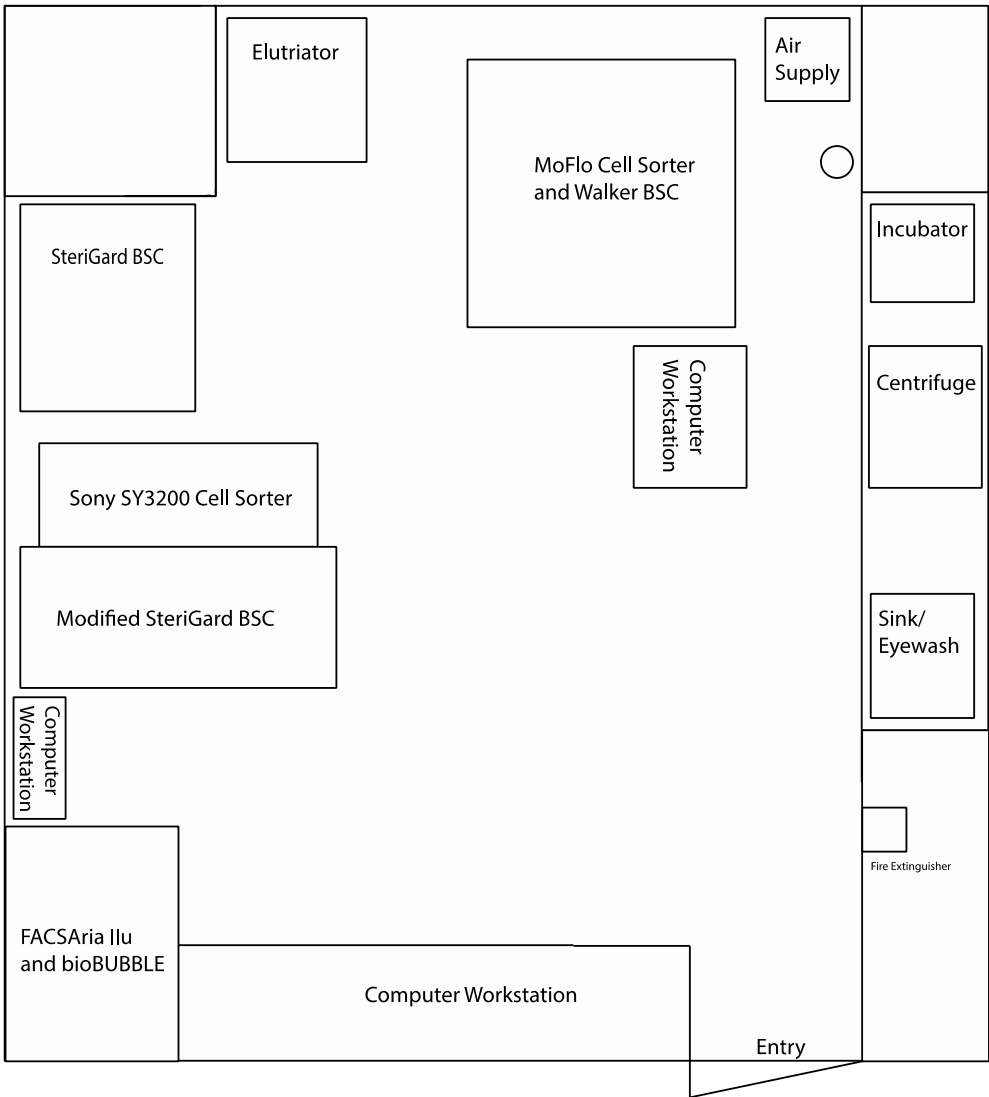 Elutriator
Air
Supply
MoFlo Cell Sorter
and Walker BSC
Incubator
SteriGard BSC
Computer
Workstation
Centrifuge
Sony SY3200 Cell Sorter
Modified SteriGard BSC
Sink/
Eyewash
Computer
Workstation
Fire Extinguisher
FACSAria IIu
and bioBUBBLE
Computer Workstation
Entry